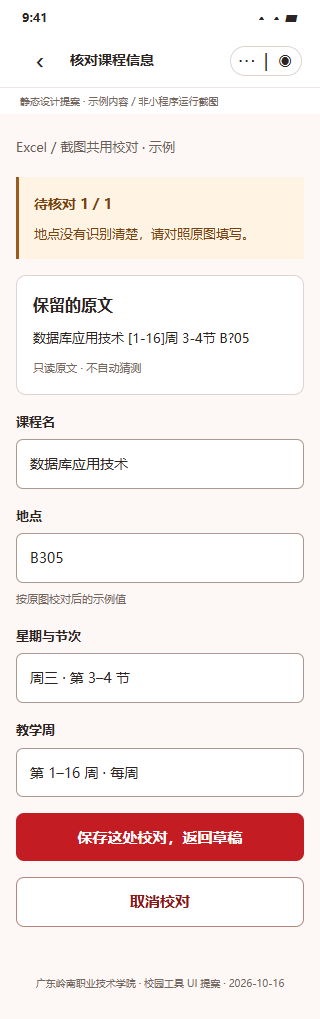 9:41
核对课程信息
静态设计提案 · 示例内容 / 非小程序运行截图
Excel / 截图共用校对 · 示例
待核对 1 / 1
地点没有识别清楚，请对照原图填写。
保留的原文
数据库应用技术 [1-16]周 3-4节 B?05
只读原文 · 不自动猜测
课程名
数据库应用技术
地点
B305
按原图校对后的示例值
星期与节次
周三 · 第 3–4 节
教学周
第 1–16 周 · 每周
保存这处校对，返回草稿
取消校对
广东岭南职业技术学院 · 校园工具 UI 提案 · 2026-10-16